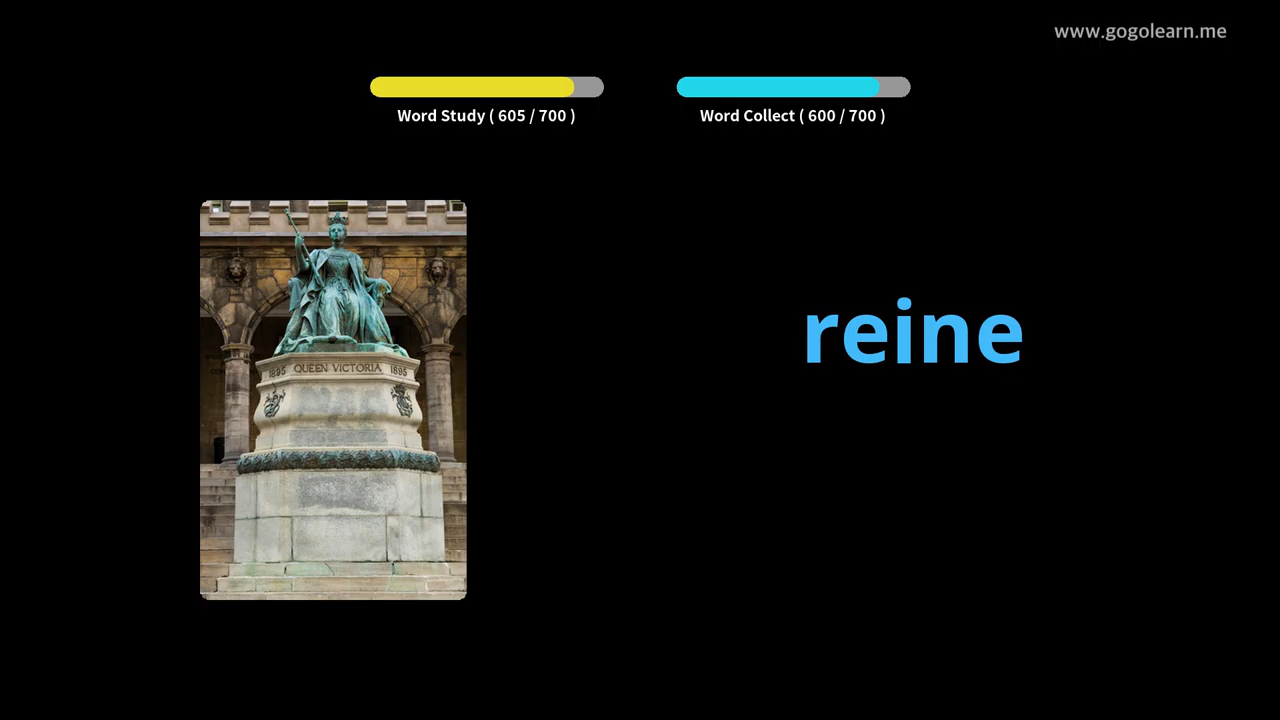 www.gogolearn.me
Word Study ( 605 / 700 )
Word Collect ( 600 / 700 )
1895 QUEEN VICTORIA 1895
reine